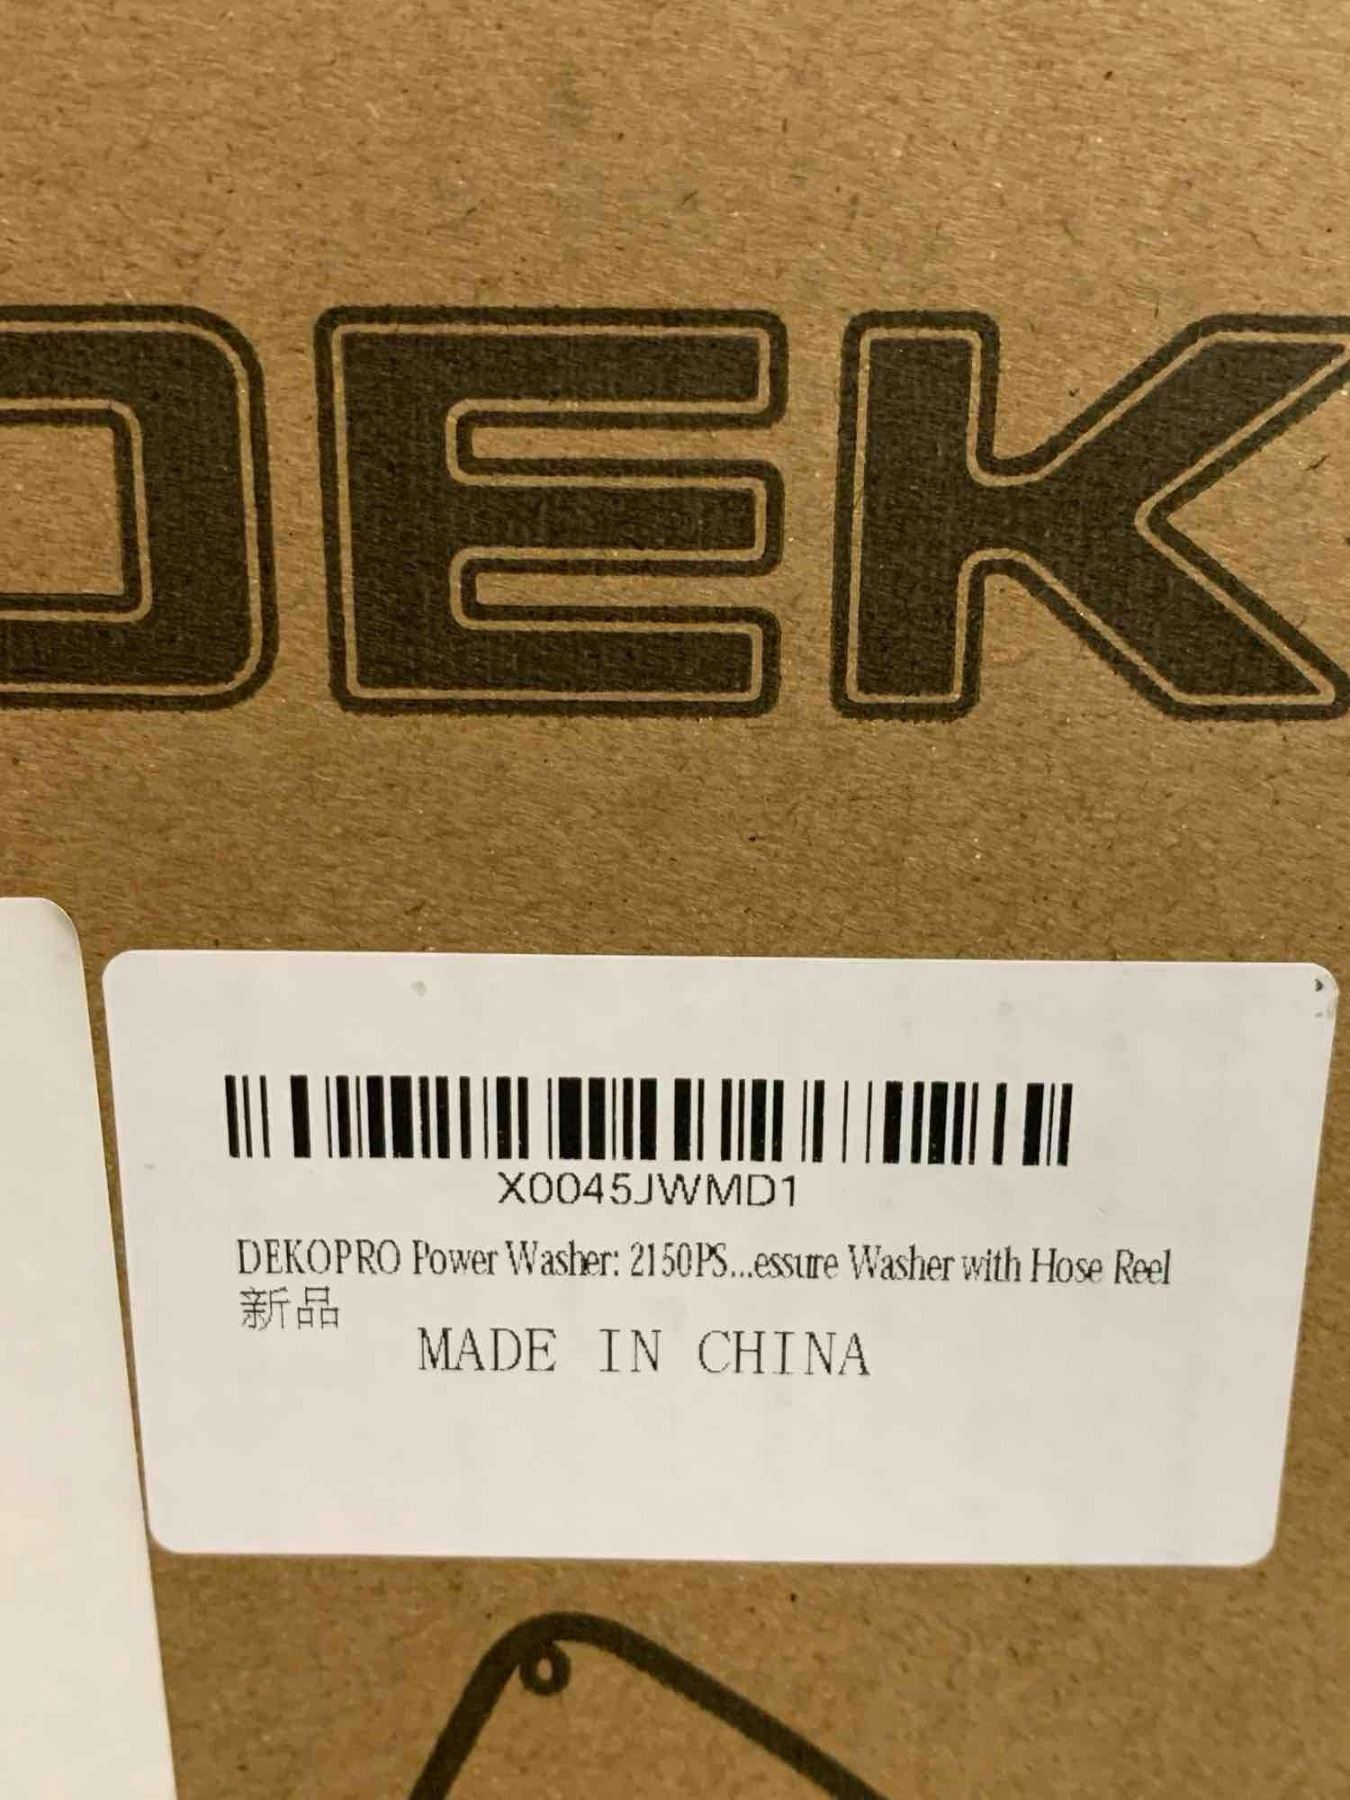 DEK
X0045JWMD1
DEKOPRO Power Washer: 2150PS...essure Washer with Hose Reel
新品
MADE IN CHINA